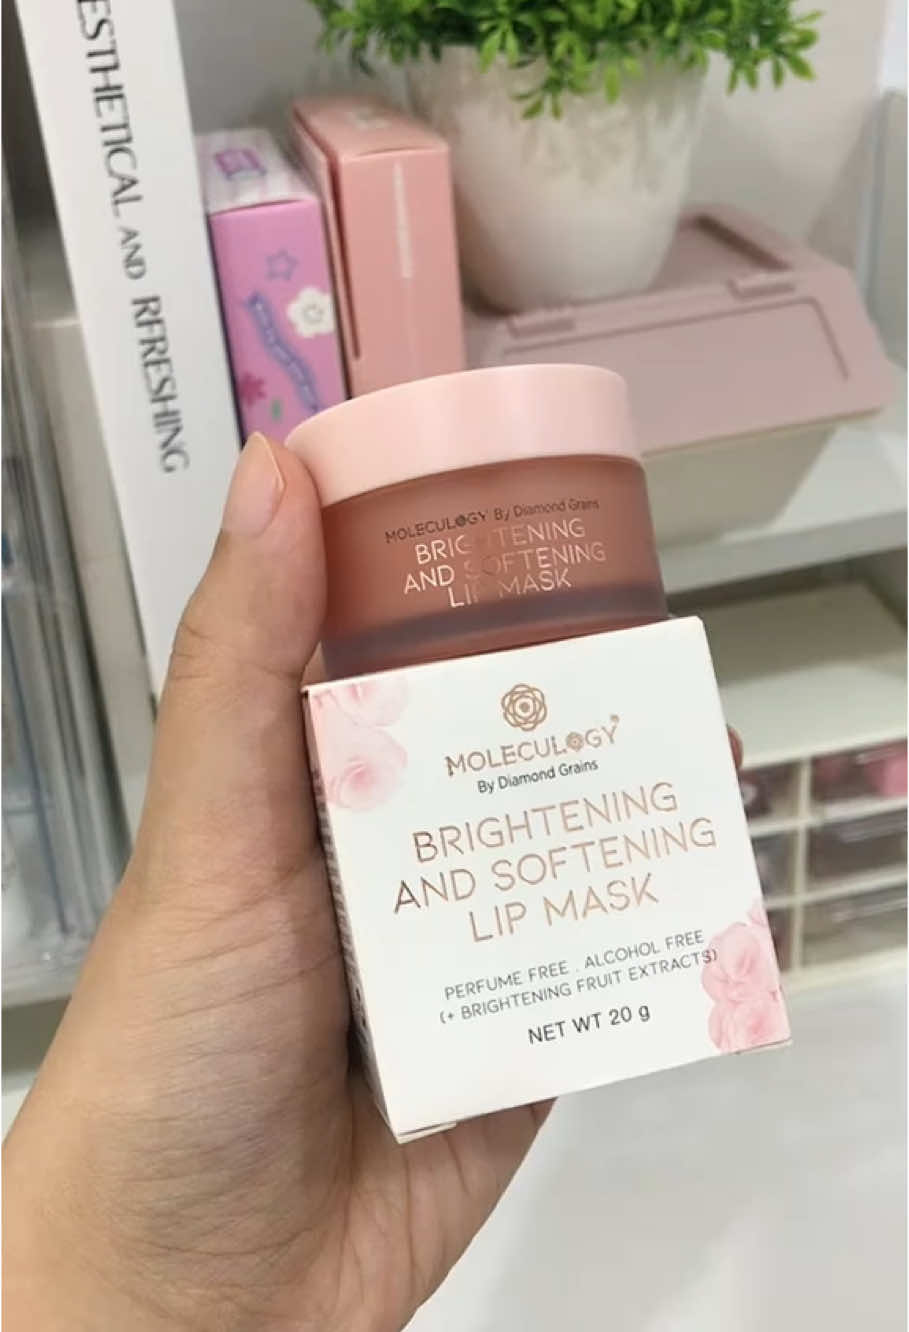 ESTHETICAL AND REFRESHING
MOLECULOGY By Diamond Grains
BRIGHTENING
AND SOFTENING
LIP MASK
MOLECULOGY
By Diamond Grains
BRIGHTENING
AND SOFTENING
LIP MASK
PERFUME FREE . ALCOHOL FREE
(+ BRIGHTENING FRUIT EXTRACTS)
NET WT 20 g